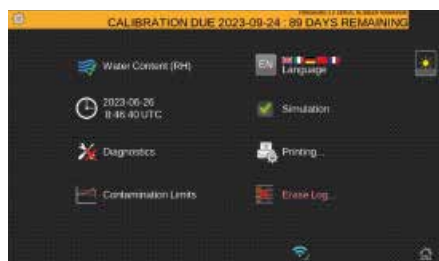 CALIBRATION DUE 2023-09-24 : 89 DAYS REMAINING
Water Content (RH)
EN Language
2023-06-26
8:46:40 UTC
Simulation
Diagnostics
Printing...
Contamination Limits
Erase Log...